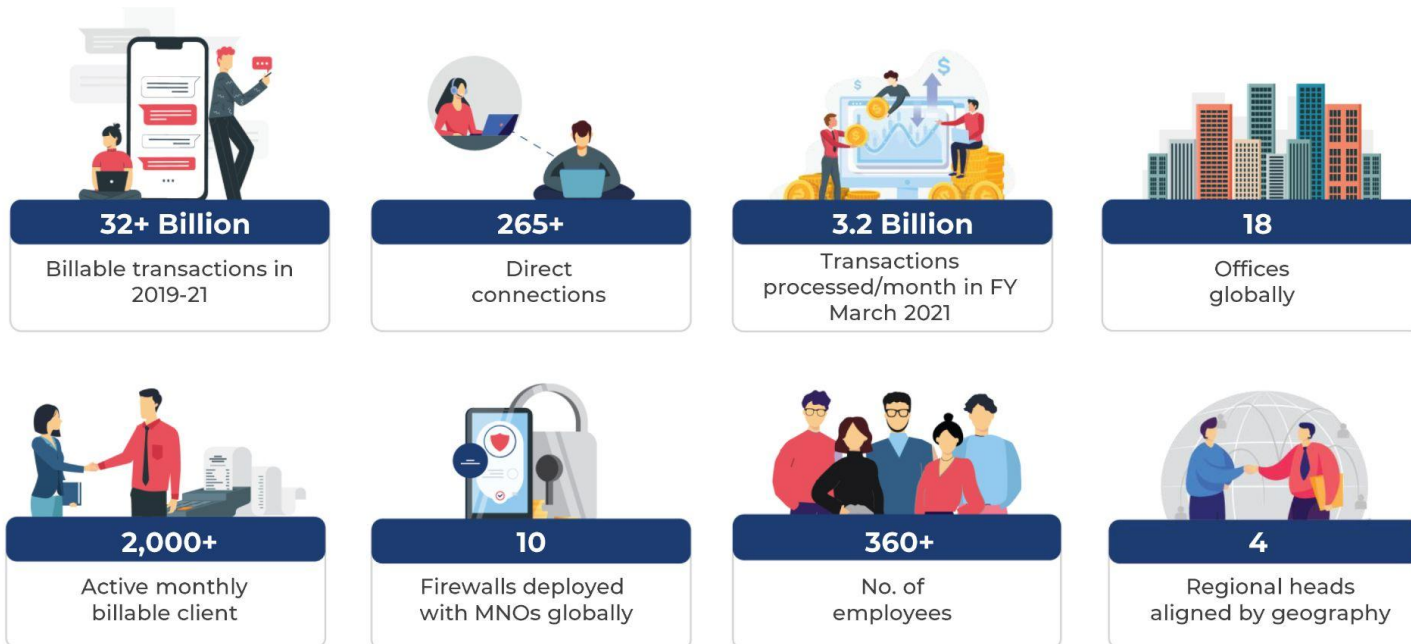 32+ Billion
Billable transactions in
2019-21
265+
Direct
connections
3.2 Billion
Transactions
processed/month in FY
March 2021
18
Offices
globally
2,000+
Active monthly
billable client
10
Firewalls deployed
with MNOs globally
360+
No. of
employees
4
Regional heads
aligned by geography